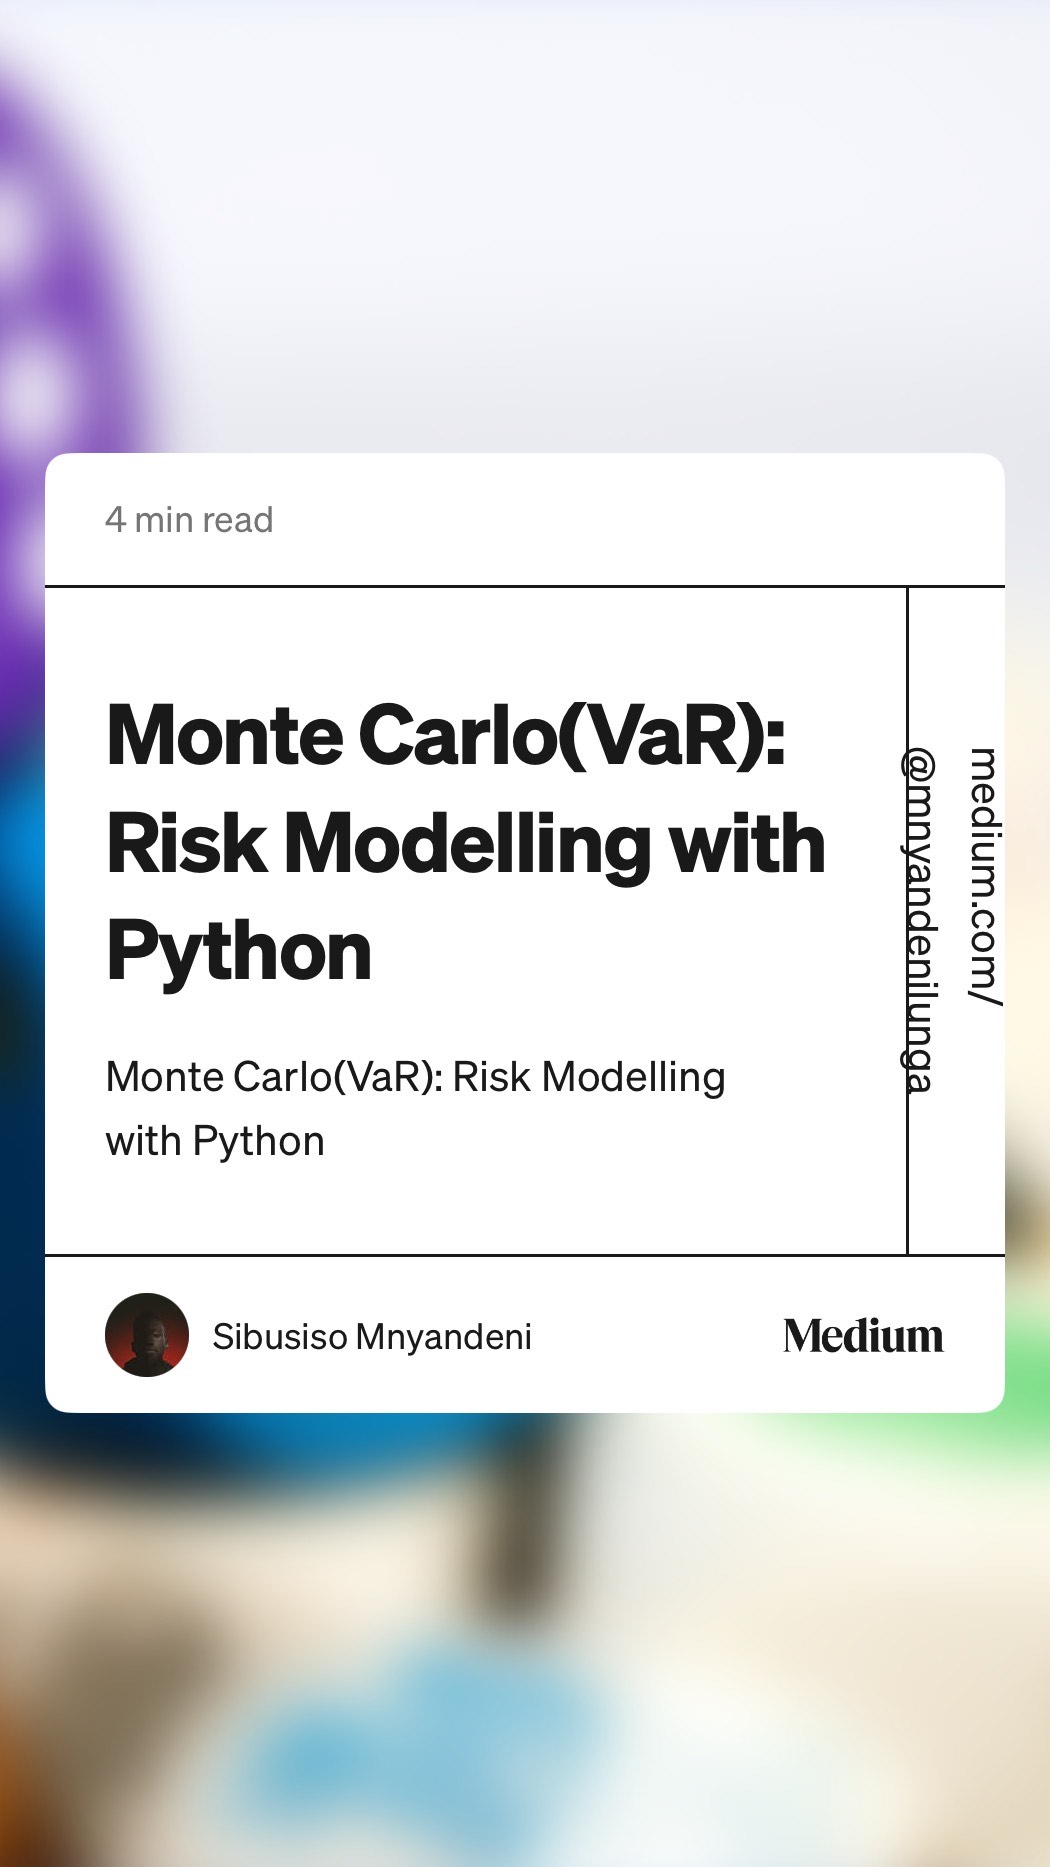 4 min read
Monte Carlo(VaR):
Risk Modelling with
Python
Monte Carlo(VaR): Risk Modelling
with Python
medium.com/
@mnyandenilunga
Sibusiso Mnyandeni
Medium